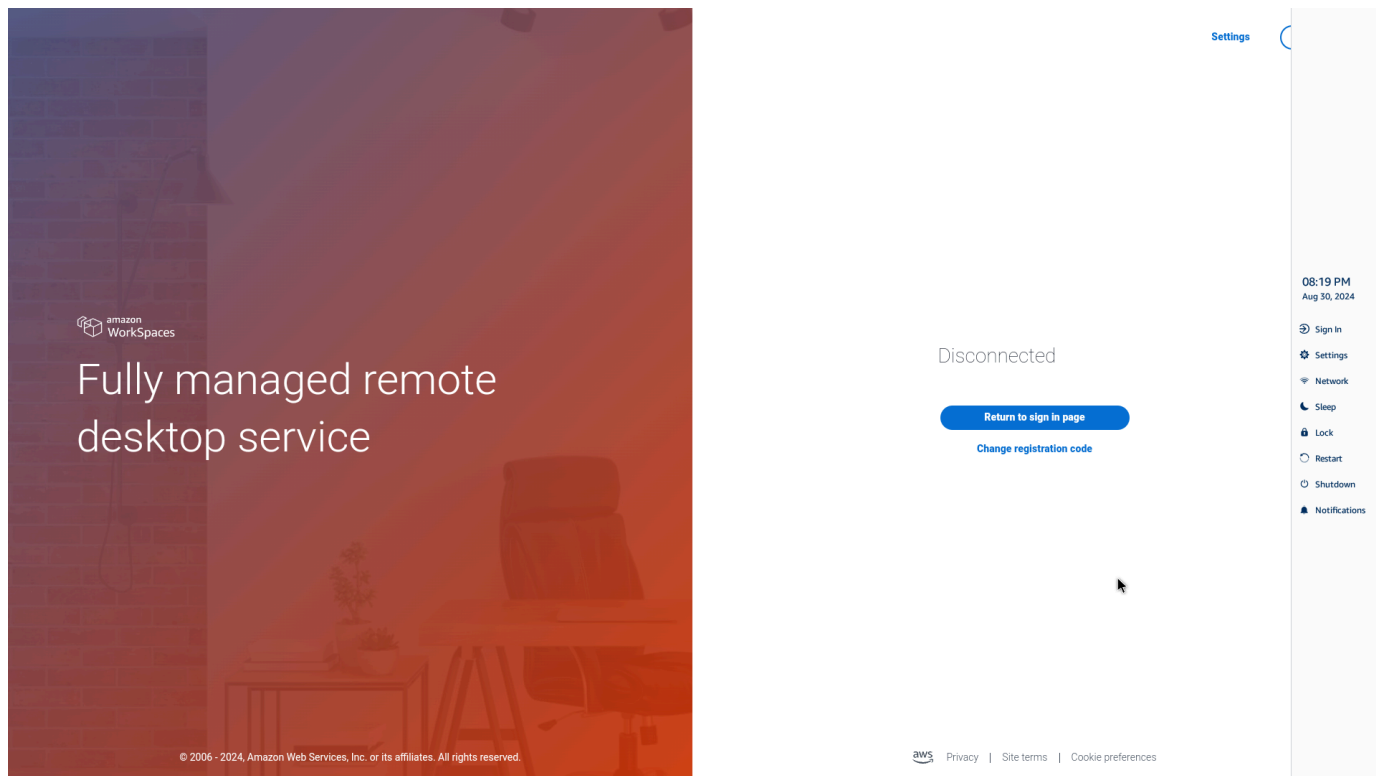 amazon
WorkSpaces
Fully managed remote
desktop service
© 2006 - 2024, Amazon Web Services, Inc. or its affiliates. All rights reserved.
Settings
Disconnected
Return to sign in page
Change registration code
aws Privacy | Site terms | Cookie preferences
08:19 PM
Aug 30, 2024
Sign In
Settings
Network
Sleep
Lock
Restart
Shutdown
Notifications